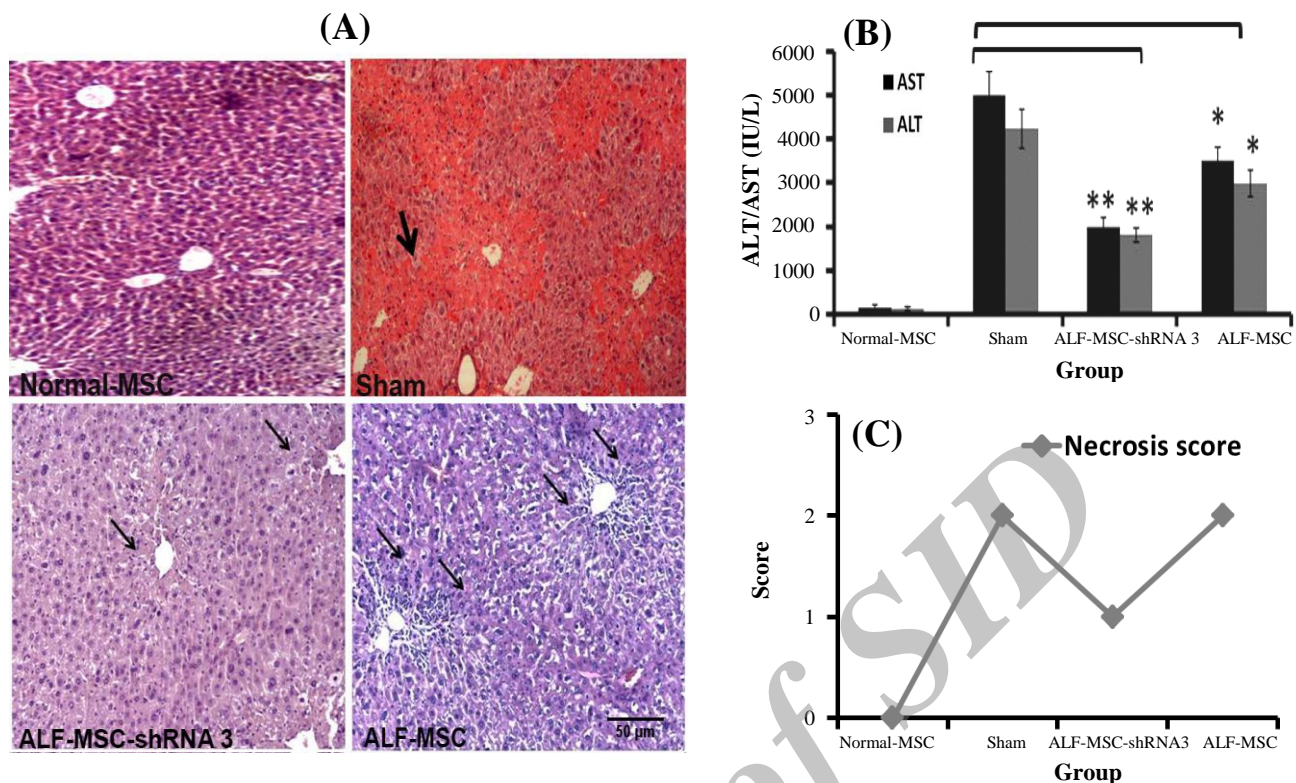 (A)
Normal-MSC
Sham
ALF-MSC-shRNA 3
ALF-MSC
50 μm
(B)
6000
5000
4000
3000
2000
1000
0
ALT/AST (IU/L)
AST
ALT
** **
* *
Normal-MSC Sham ALF-MSC-shRNA 3 ALF-MSC
Group
(C)
Necrosis score
3
2
1
0
Score
Normal-MSC Sham ALF-MSC-shRNA3 ALF-MSC
Group
of SID